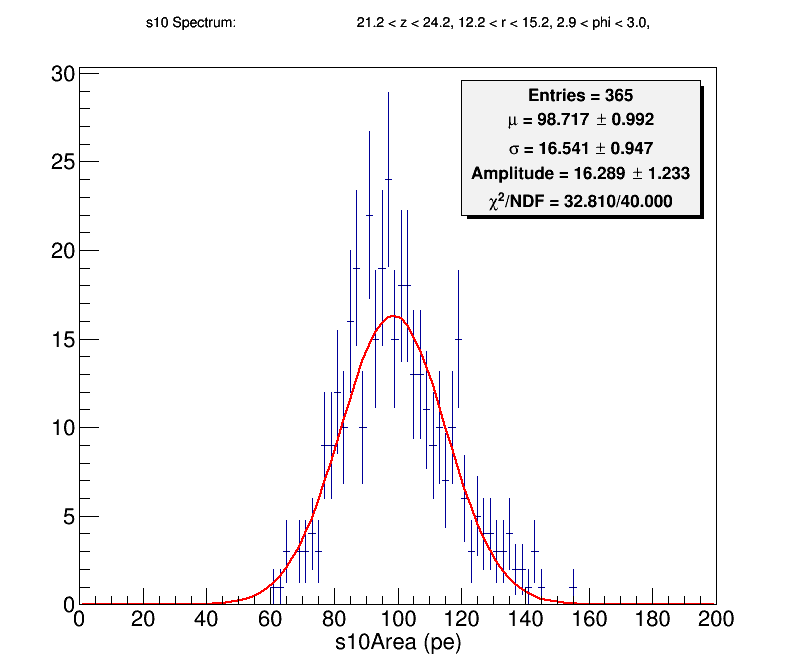 s10 Spectrum: 21.2 < z < 24.2, 12.2 < r < 15.2, 2.9 < phi < 3.0,
Entries = 365
μ = 98.717 ± 0.992
σ = 16.541 ± 0.947
Amplitude = 16.289 ± 1.233
χ²/NDF = 32.810/40.000
30
25
20
15
10
5
0
0 20 40 60 80 100 120 140 160 180 200
s10Area (pe)